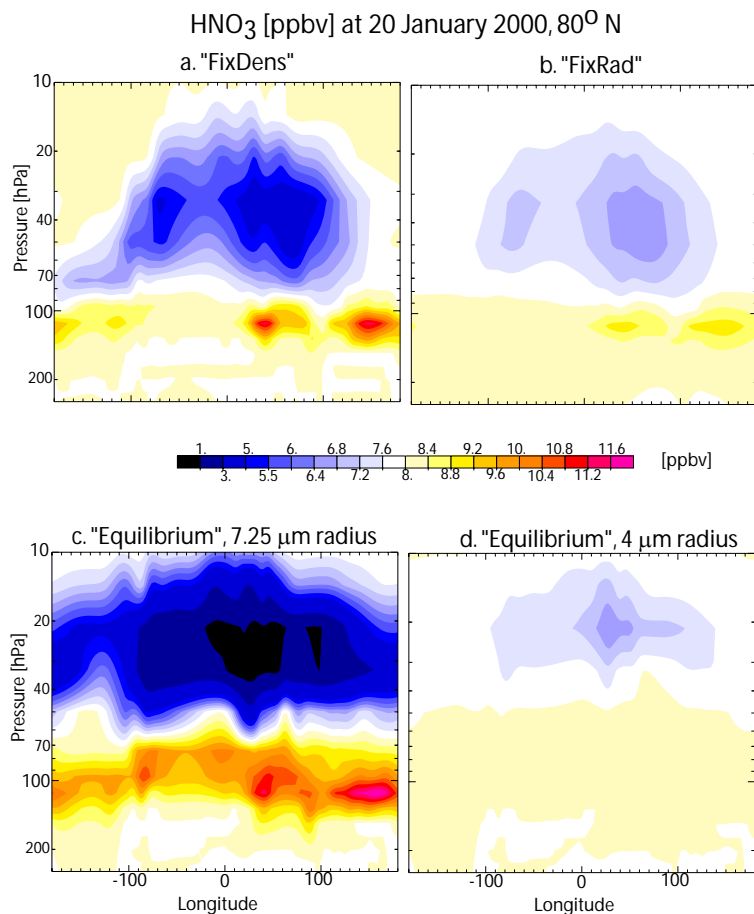 HNO3 [ppbv] at 20 January 2000, 80° N
a. "FixDens"
b. "FixRad"
10
20
40
70
100
200
Pressure [hPa]
1. 5. 6. 6.8 7.6 8.4 9.2 10. 10.8 11.6
3. 5.5 6.4 7.2 8. 8.8 9.6 10.4 11.2
[ppbv]
c. "Equilibrium", 7.25 µm radius
d. "Equilibrium", 4 µm radius
10
20
40
70
100
200
Pressure [hPa]
-100 0 100
-100 0 100
Longitude
Longitude